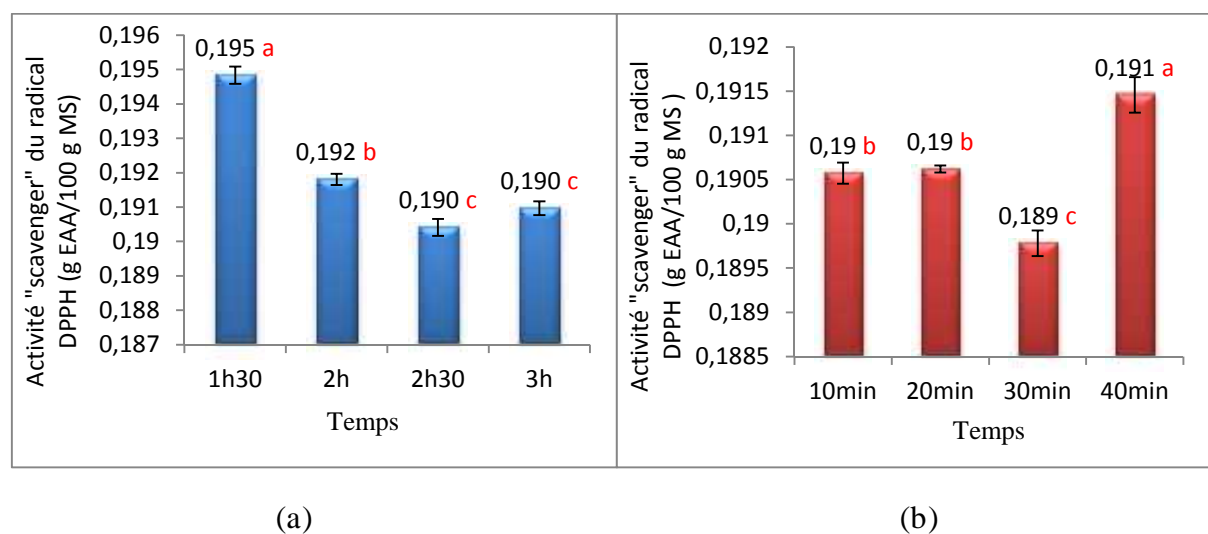 Activité "scavenger" du radical
DPPH (g EAA/100 g MS)
0,196
0,195
0,194
0,193
0,192
0,191
0,19
0,189
0,188
0,187
0,195 a
0,192 b
0,190 c
0,190 c
1h30
2h
2h30
3h
Temps
(a)
Activité "scavenger" du radical
DPPH (g EAA/100 g MS)
0,192
0,1915
0,191
0,1905
0,19
0,1895
0,189
0,1885
0,19 b
0,19 b
0,189 c
0,191 a
10min
20min
30min
40min
Temps
(b)